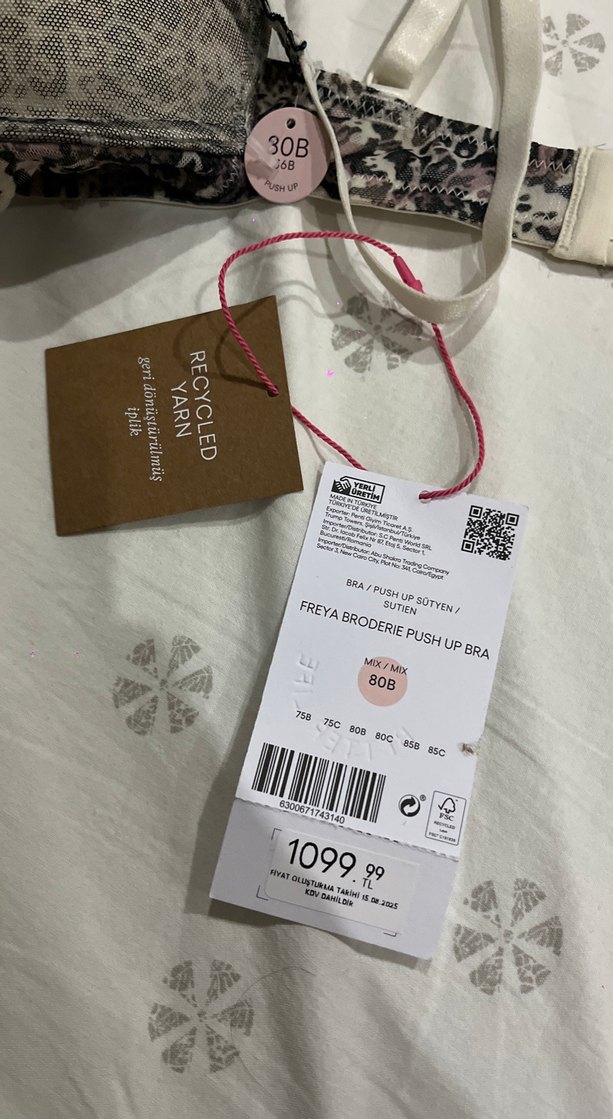 80B
36B
PUSH UP
RECYCLED
YARN
geri dönüştürülmüş
iplik
YERLİ
ÜRETİM
MADE IN TÜRKİYE
TÜRKİYE'DE ÜRETİLMİŞTİR
Exporter: Penti Giyim Ticaret A.Ş.
Trump Towers, Şişli/Istanbul/Türkiye
Importer/Distributor: S.C Penti World SRL
Str. Dr. Iacob Felix Nr 87, Etaj 5, Sector 1,
Bucuresti/Romania
Importer/Distributor: Abu Shakra Trading Company
Sector 3, New Cairo City, Plot No: 341, Cairo/Egypt
BRA / PUSH UP SÜTYEN /
SUTIEN
FREYA BRODERIE PUSH UP BRA
MIX / MIX
80B
75B 75C 80B 80C 85B 85C
6300671743140
FSC
RECYCLED
1099.99
TL
FİYAT OLUŞTURMA TARİHİ 15.08.2025
KDV DAHİLDİR